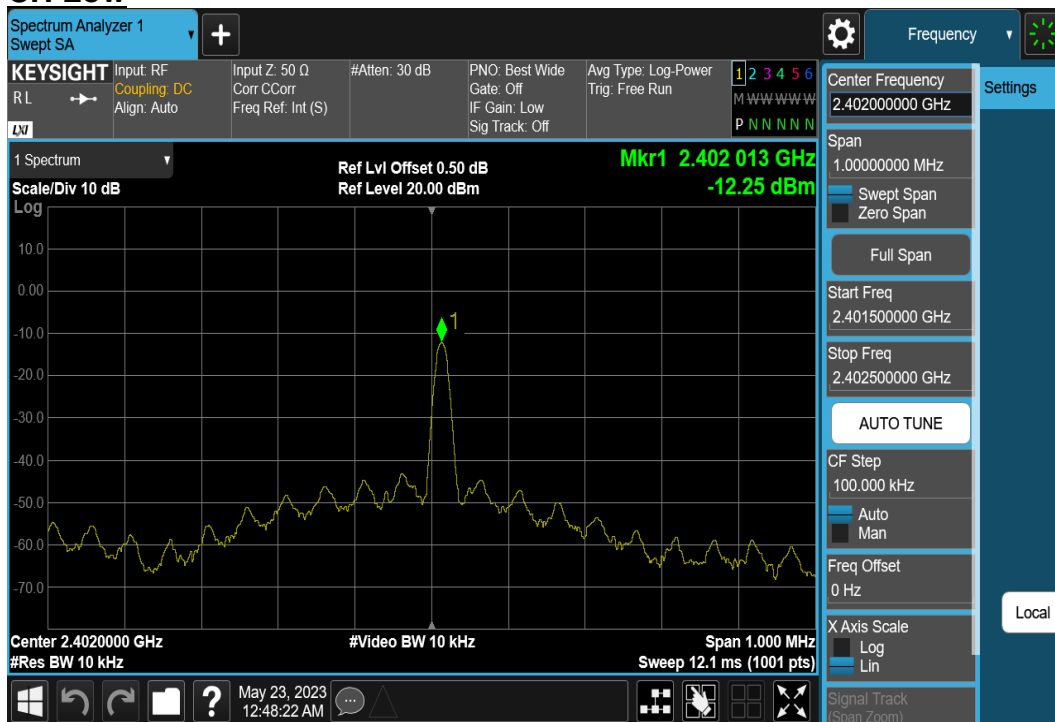 CH Low
Spectrum Analyzer 1
Swept SA
Frequency
KEYSIGHT
R L
LXI
Input: RF
Coupling: DC
Align: Auto
Input Z: 50 Ω
Corr CCorr
Freq Ref: Int (S)
#Atten: 30 dB
PNO: Best Wide
Gate: Off
IF Gain: Low
Sig Track: Off
Avg Type: Log-Power
Trig: Free Run
1 2 3 4 5 6
M W W W W W
P N N N N N
1 Spectrum
Scale/Div 10 dB
Log
Ref Lvl Offset 0.50 dB
Ref Level 20.00 dBm
Mkr1 2.402 013 GHz
-12.25 dBm
10.0
0.00
-10.0
-20.0
-30.0
-40.0
-50.0
-60.0
-70.0
1
Center 2.4020000 GHz
#Res BW 10 kHz
#Video BW 10 kHz
Span 1.000 MHz
Sweep 12.1 ms (1001 pts)
Center Frequency
2.402000000 GHz
Span
1.00000000 MHz
Swept Span
Zero Span
Full Span
Start Freq
2.401500000 GHz
Stop Freq
2.402500000 GHz
AUTO TUNE
CF Step
100.000 kHz
Auto
Man
Freq Offset
0 Hz
X Axis Scale
Log
Lin
Signal Track
(Span Zoom)
Settings
Local
?
May 23, 2023
12:48:22 AM